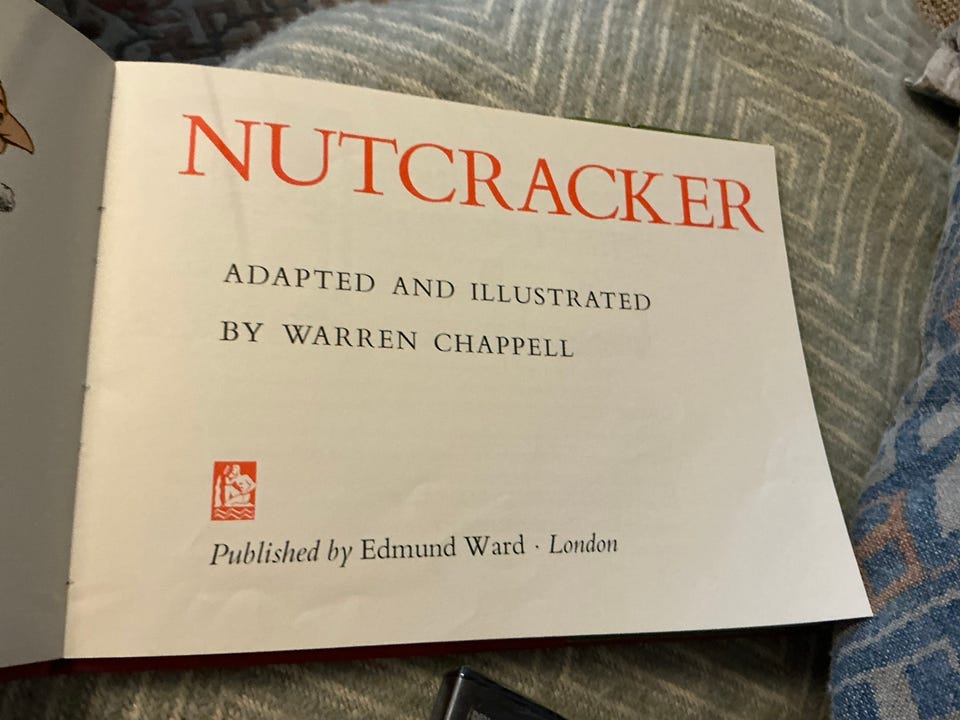 NUTCRACKER
ADAPTED AND ILLUSTRATED
BY WARREN CHAPPELL
Published by Edmund Ward · London